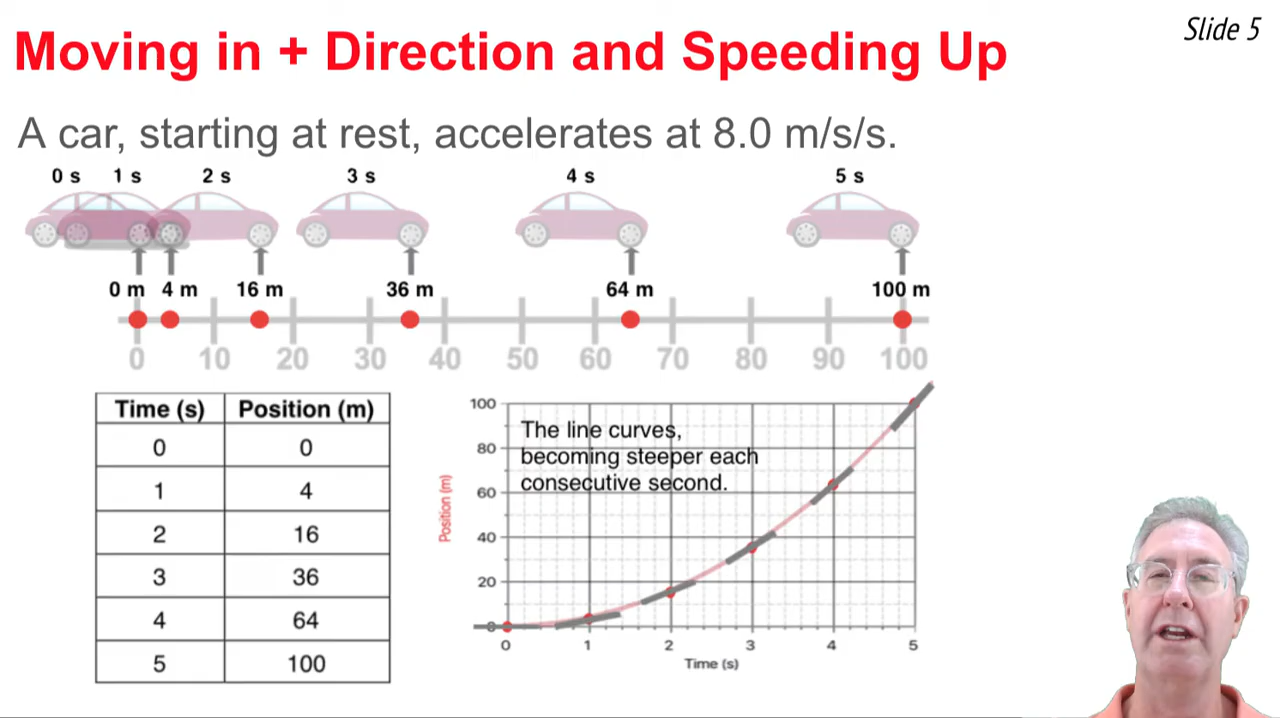 Slide 5
Moving in + Direction and Speeding Up
A car, starting at rest, accelerates at 8.0 m/s/s.
0 s 1 s 2 s 3 s 4 s 5 s
0 m 4 m 16 m 36 m 64 m 100 m
0 10 20 30 40 50 60 70 80 90 100
Time (s) Position (m)
0 0
1 4
2 16
3 36
4 64
5 100
The line curves,
becoming steeper each
consecutive second.
Position (m)
100
80
60
40
20
0
0 1 2 3 4 5
Time (s)